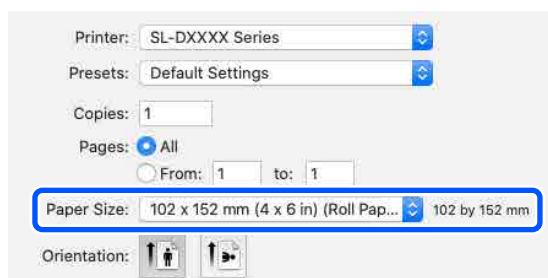 Printer: SL-DXXXX Series
Presets: Default Settings
Copies: 1
Pages: All
From: 1 to: 1
Paper Size: 102 x 152 mm (4 x 6 in) (Roll Pap... 102 by 152 mm
Orientation: